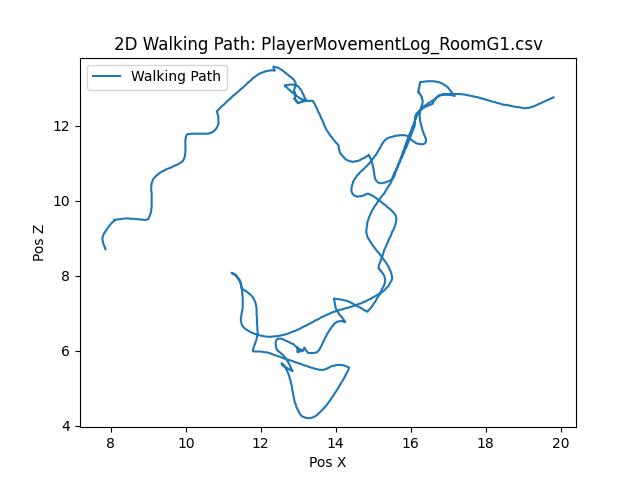 2D Walking Path: PlayerMovementLog_RoomG1.csv
Walking Path
12
10
8
6
4
Pos Z
8 10 12 14 16 18 20
Pos X